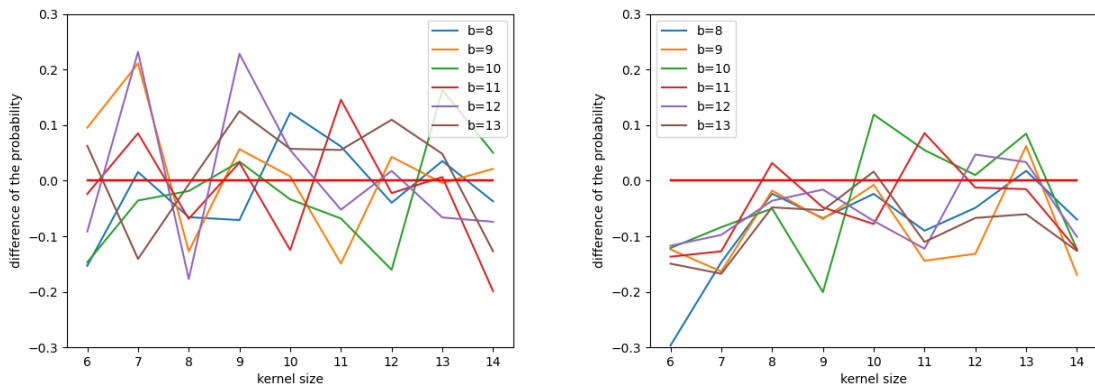 0.3
0.2
0.1
0.0
−0.1
−0.2
−0.3
difference of the probability
6 7 8 9 10 11 12 13 14
kernel size
b=8
b=9
b=10
b=11
b=12
b=13
0.3
0.2
0.1
0.0
−0.1
−0.2
−0.3
difference of the probability
6 7 8 9 10 11 12 13 14
kernel size
b=8
b=9
b=10
b=11
b=12
b=13